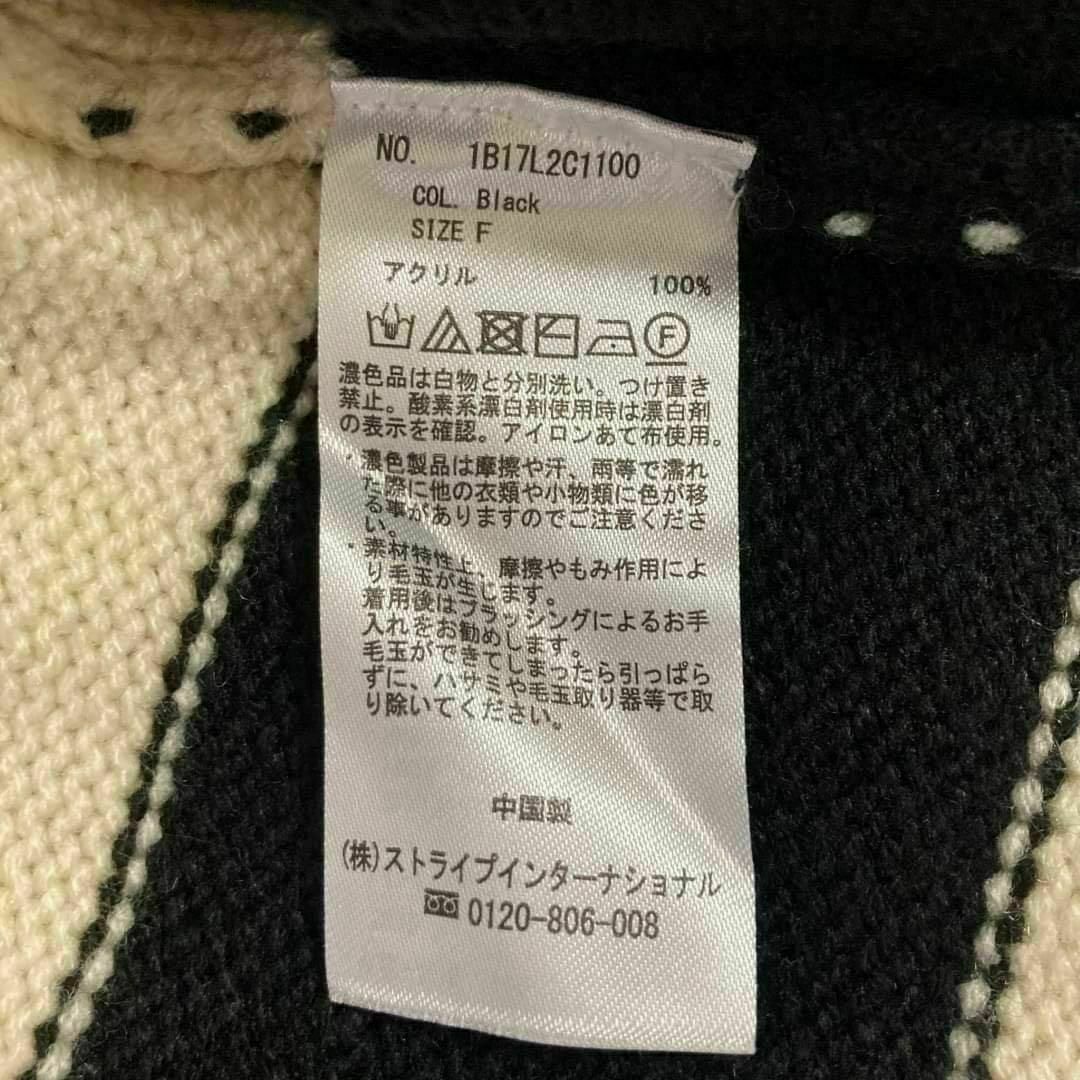 NO. 1B17L2C1100
COL. Black
SIZE F
アクリル 100%
F
濃色品は白物と分別洗い。つけ置き
禁止。酸素系漂白剤使用時は漂白剤
の表示を確認。アイロンあて布使用。
・濃色製品は摩擦や汗、雨等で濡れ
た際に他の衣類や小物類に色が移
る事がありますのでご注意くださ
い。
・素材特性上、摩擦やもみ作用によ
り毛玉が生じます。
着用後はブラッシングによるお手
入れをお勧めします。
毛玉ができてしまったら引っぱら
ずに、ハサミや毛玉取り器等で取
り除いてください。
中国製
(株)ストライプインターナショナル
0120-806-008